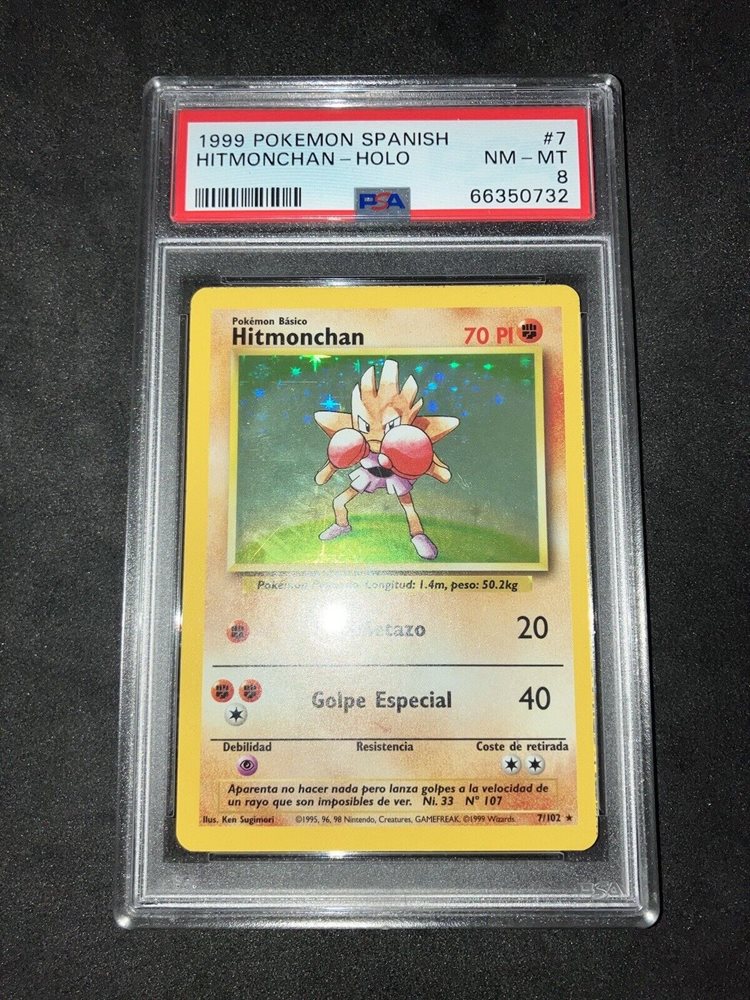 1999 POKEMON SPANISH #7
HITMONCHAN - HOLO NM - MT
8
PSA 66350732
Pokémon Básico
Hitmonchan 70 PI
Pokémon Longitud: 1.4m, peso: 50.2kg
20
Golpe Especial 40
Debilidad Resistencia Coste de retirada
Aparenta no hacer nada pero lanza golpes a la velocidad de
un rayo que son imposibles de ver. Ni. 33 Nº 107
Ilus. Ken Sugimori ©1995, 96, 98 Nintendo, Creatures, GAMEFREAK. ©1999 Wizards. 7/102 ★
PSA